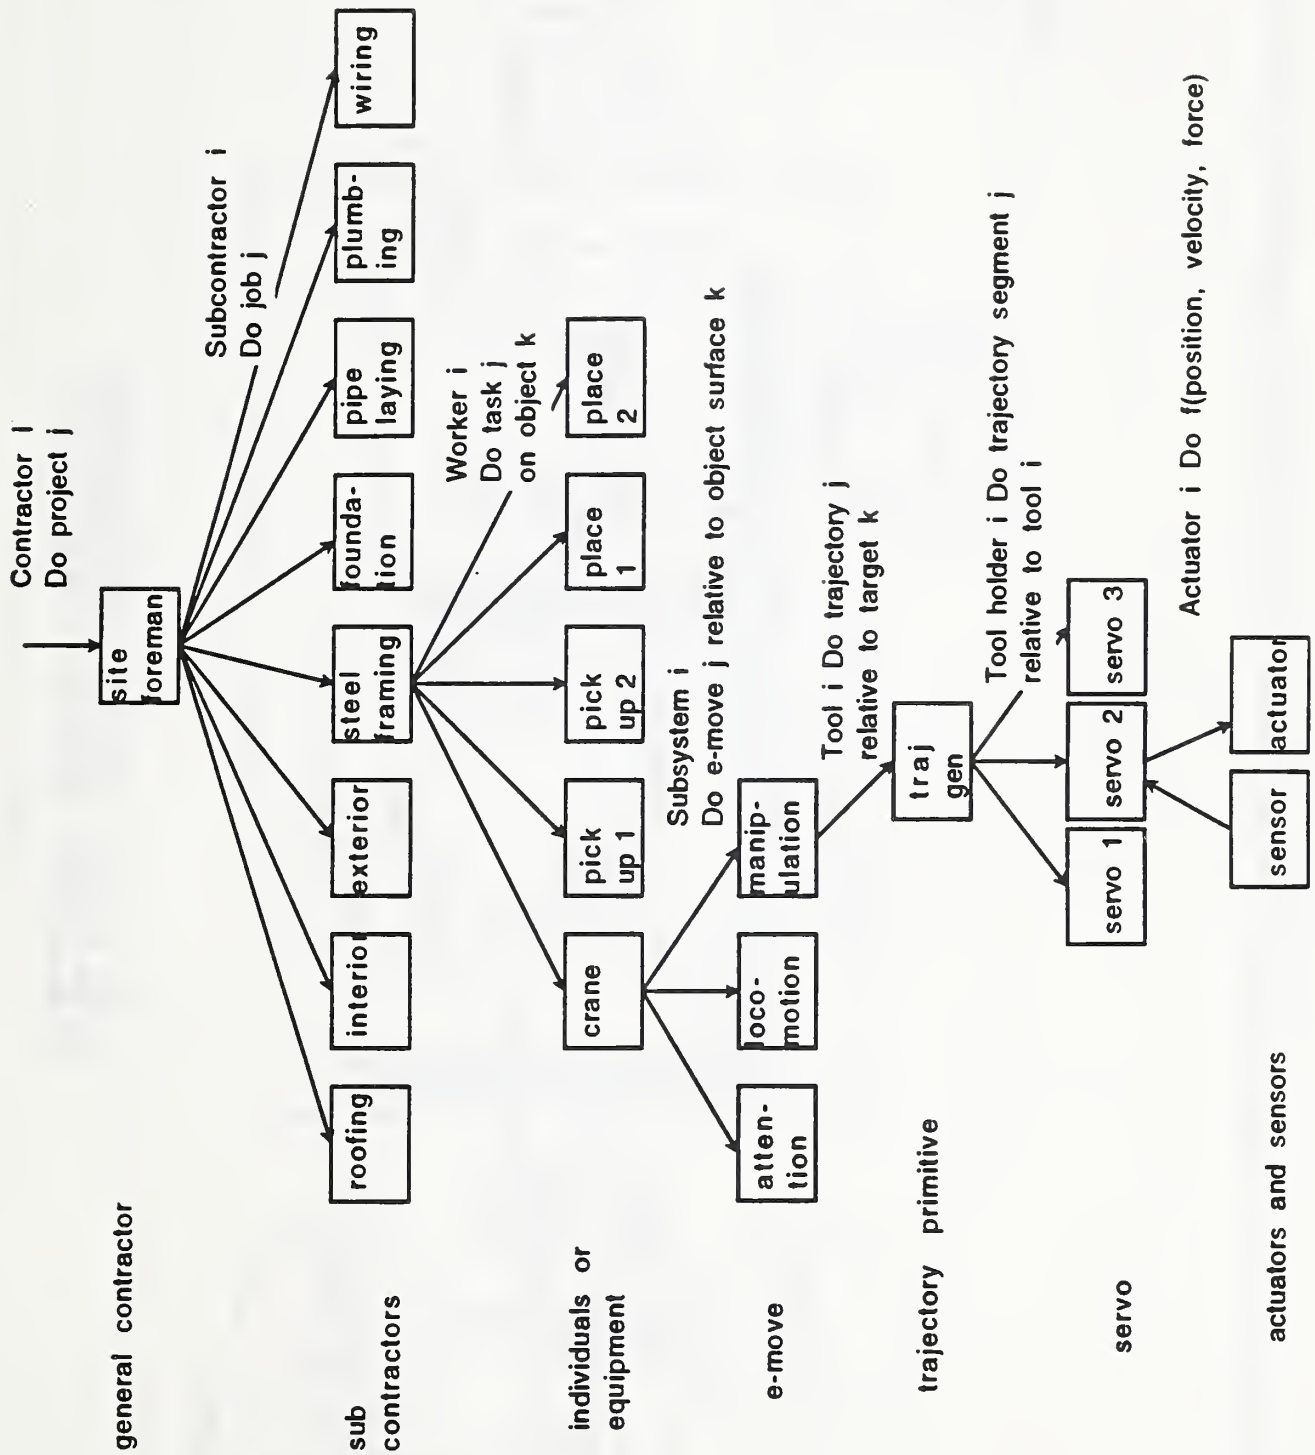 Contractor i
Do project j
general contractor
site
foreman
Subcontractor i
Do job j
sub
contractors
roofing
interior
exterior
steel
framing
founda-
tion
pipe
laying
plumb-
ing
wiring
Worker i
Do task j
on object k
individuals or
equipment
crane
pick
up 1
pick
up 2
place
1
place
2
Subsystem i
Do e-move j relative to object surface k
e-move
atten-
tion
loco-
motion
manip-
ulation
Tool i Do trajectory j
relative to target k
trajectory primitive
traj
gen
Tool holder i Do trajectory segment j
relative to tool i
servo
servo 1
servo 2
servo 3
Actuator i Do f(position, velocity, force)
actuators and sensors
sensor
actuator